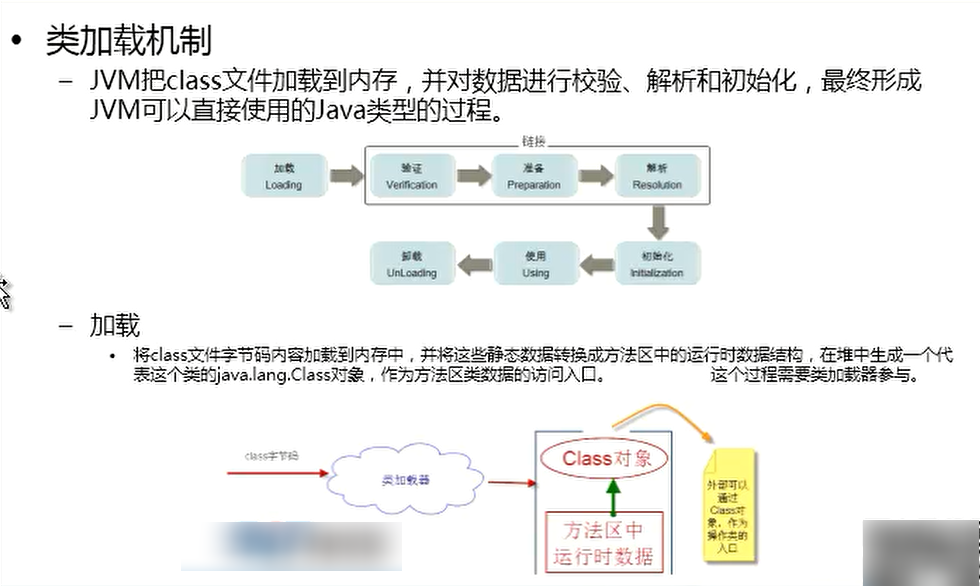 • 类加载机制
– JVM把class文件加载到内存，并对数据进行校验、解析和初始化，最终形成
JVM可以直接使用的Java类型的过程。
链接
加载
Loading
验证
Verification
准备
Preparation
解析
Resolution
卸载
UnLoading
使用
Using
初始化
Initialization
– 加载
• 将class文件字节码内容加载到内存中，并将这些静态数据转换成方法区中的运行时数据结构，在堆中生成一个代
表这个类的java.lang.Class对象，作为方法区类数据的访问入口。 这个过程需要类加载器参与。
class字节码
类加载器
Class对象
方法区中
运行时数据
外部可以
通过
Class对
象，作为
操作类的
入口